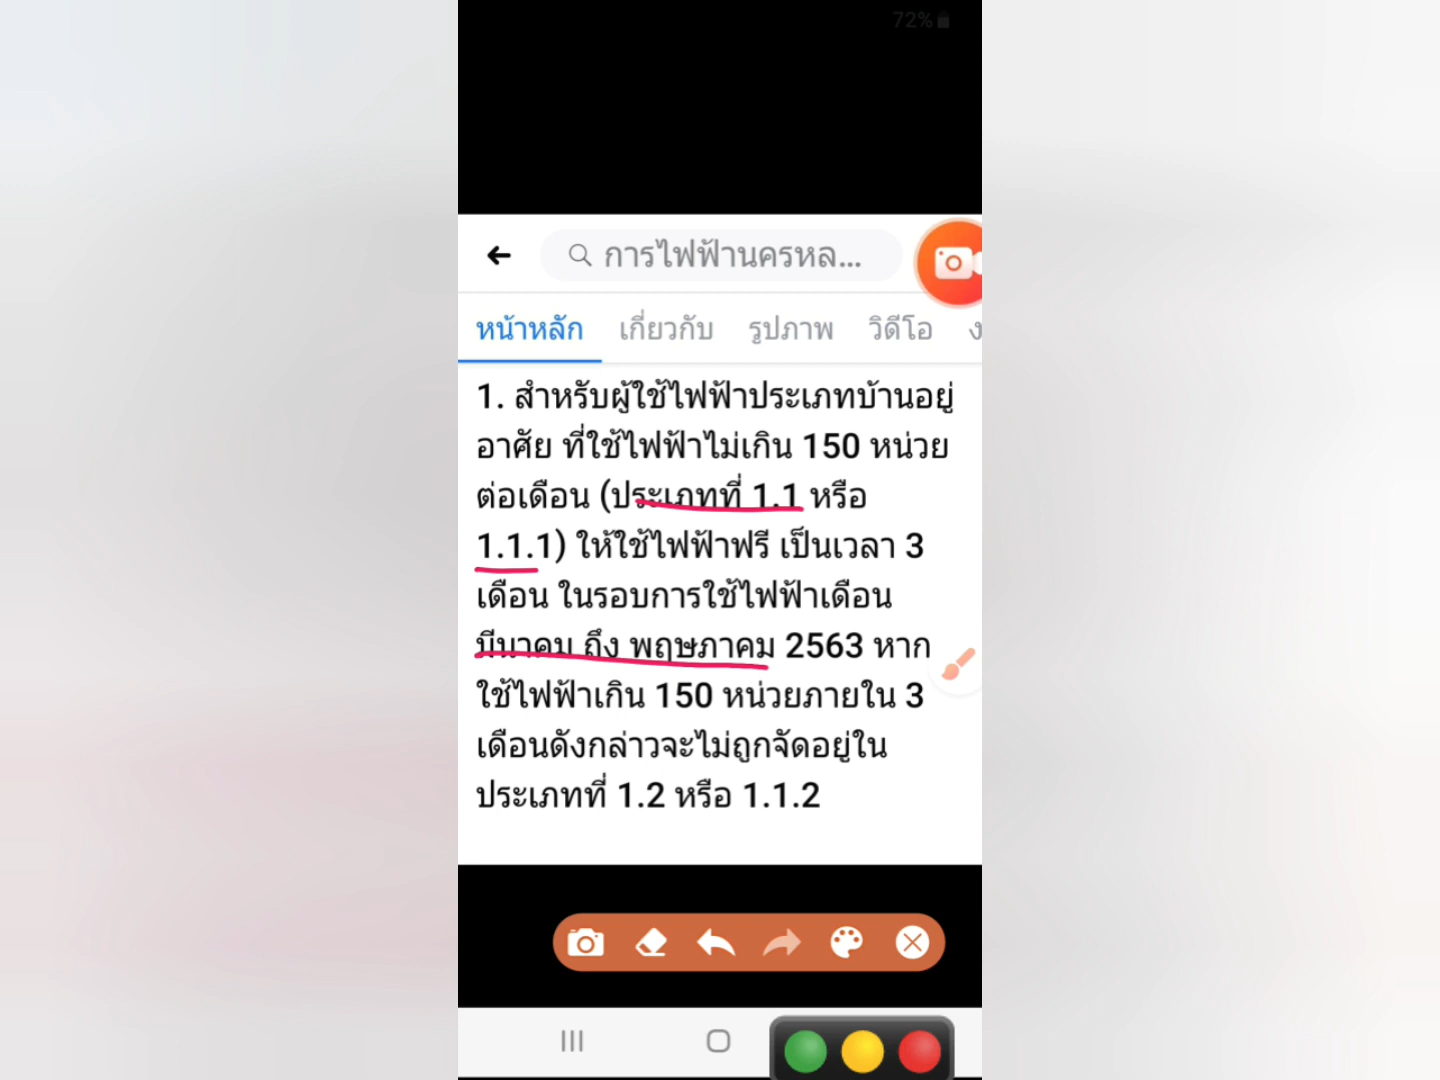 72%
การไฟฟ้านครหล...
หน้าหลัก เกี่ยวกับ รูปภาพ วิดีโอ ง
1. สำหรับผู้ใช้ไฟฟ้าประเภทบ้านอยู่
อาศัย ที่ใช้ไฟฟ้าไม่เกิน 150 หน่วย
ต่อเดือน (ประเภทที่ 1.1 หรือ
1.1.1) ให้ใช้ไฟฟ้าฟรี เป็นเวลา 3
เดือน ในรอบการใช้ไฟฟ้าเดือน
มีนาคม ถึง พฤษภาคม 2563 หาก
ใช้ไฟฟ้าเกิน 150 หน่วยภายใน 3
เดือนดังกล่าวจะไม่ถูกจัดอยู่ใน
ประเภทที่ 1.2 หรือ 1.1.2